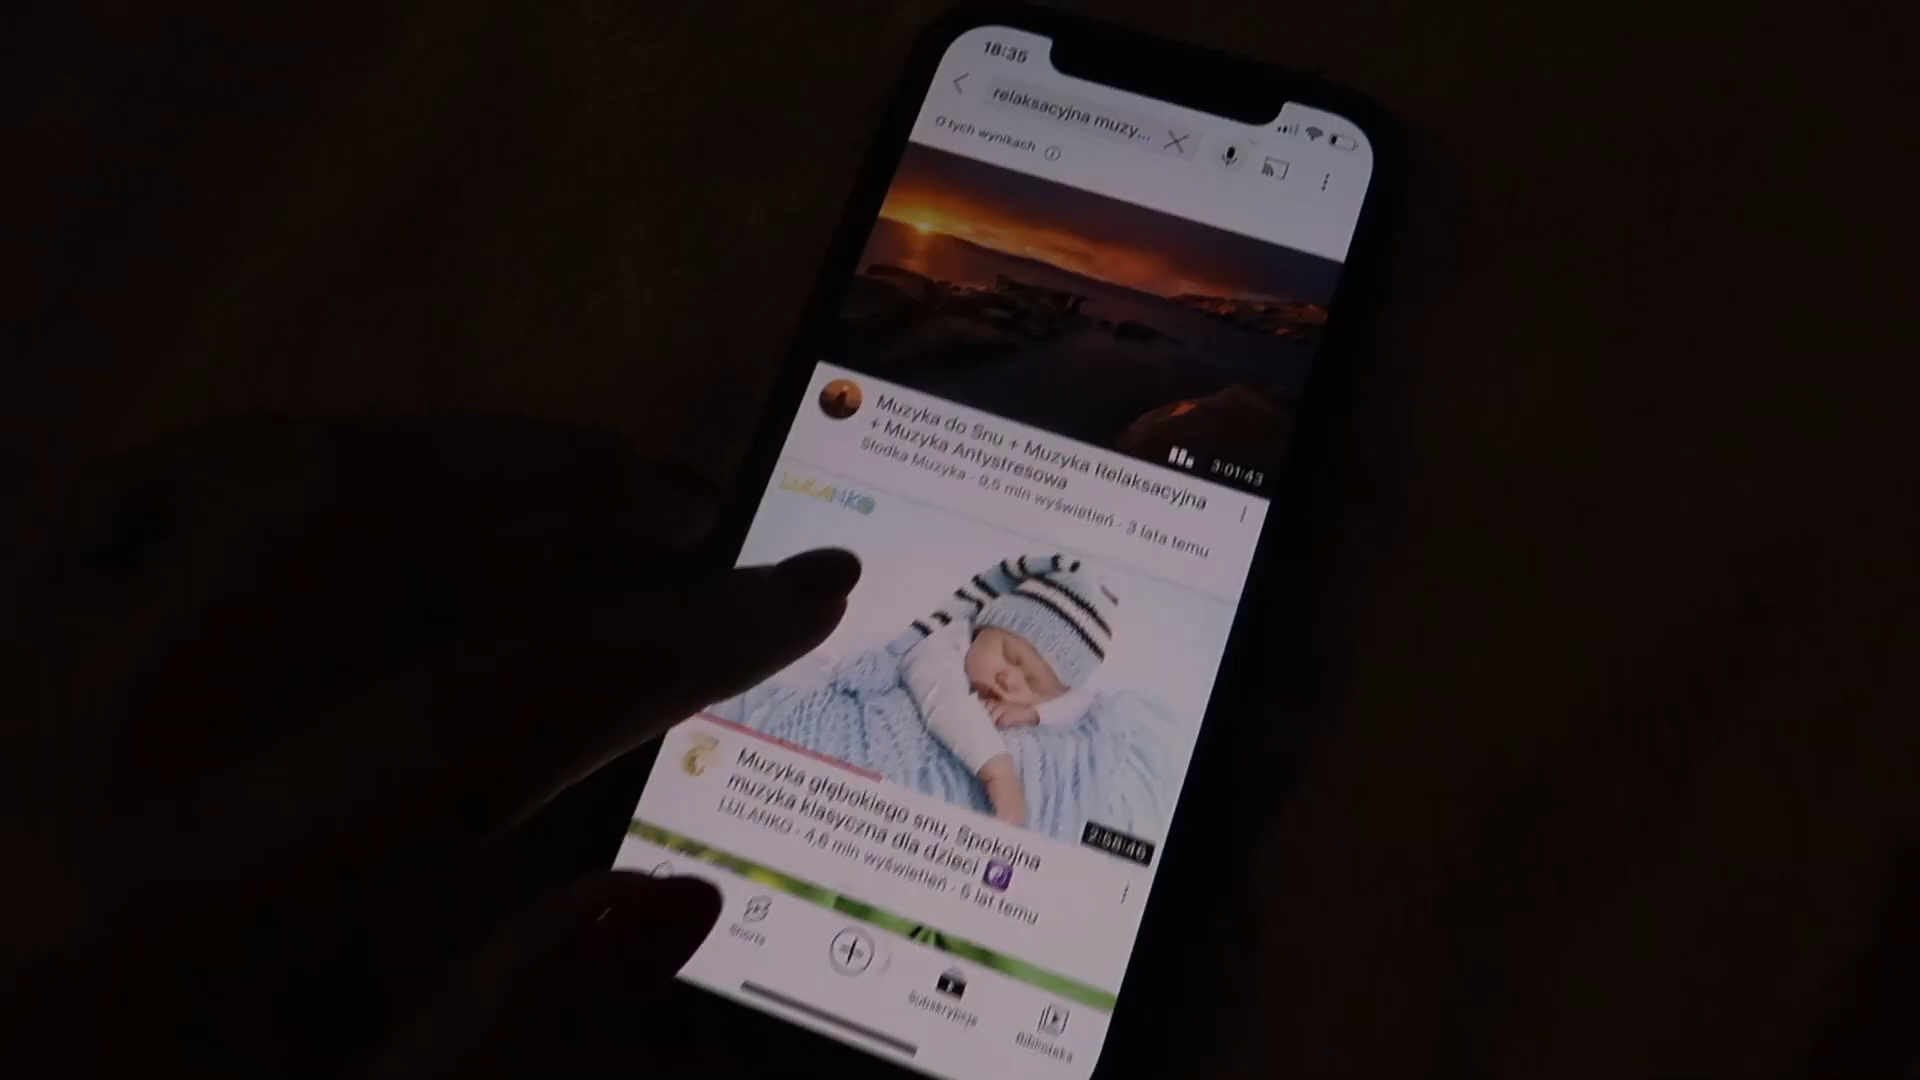 18:35
relaksacyjna muzy...
O tych wynikach
3:01:43
Muzyka do Snu + Muzyka Relaksacyjna
+ Muzyka Antystresowa
Słodka Muzyka · 9,5 mln wyświetleń · 3 lata temu
LULANKO
2:58:46
Muzyka głębokiego snu, Spokojna
muzyka klasyczna dla dzieci
LULANKO · 4,6 mln wyświetleń · 6 lat temu
Shorts
Subskrypcje
Biblioteka